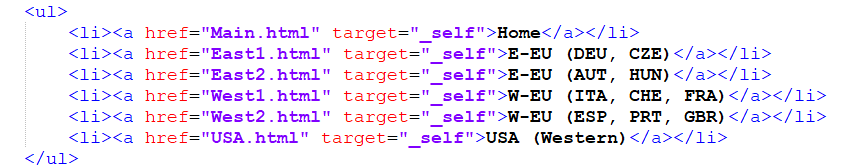 <ul>
<li><a href="Main.html" target="_self">Home</a></li>
<li><a href="East1.html" target="_self">E-EU (DEU, CZE)</a></li>
<li><a href="East2.html" target="_self">E-EU (AUT, HUN)</a></li>
<li><a href="West1.html" target="_self">W-EU (ITA, CHE, FRA)</a></li>
<li><a href="West2.html" target="_self">W-EU (ESP, PRT, GBR)</a></li>
<li><a href="USA.html" target="_self">USA (Western)</a></li>
</ul>